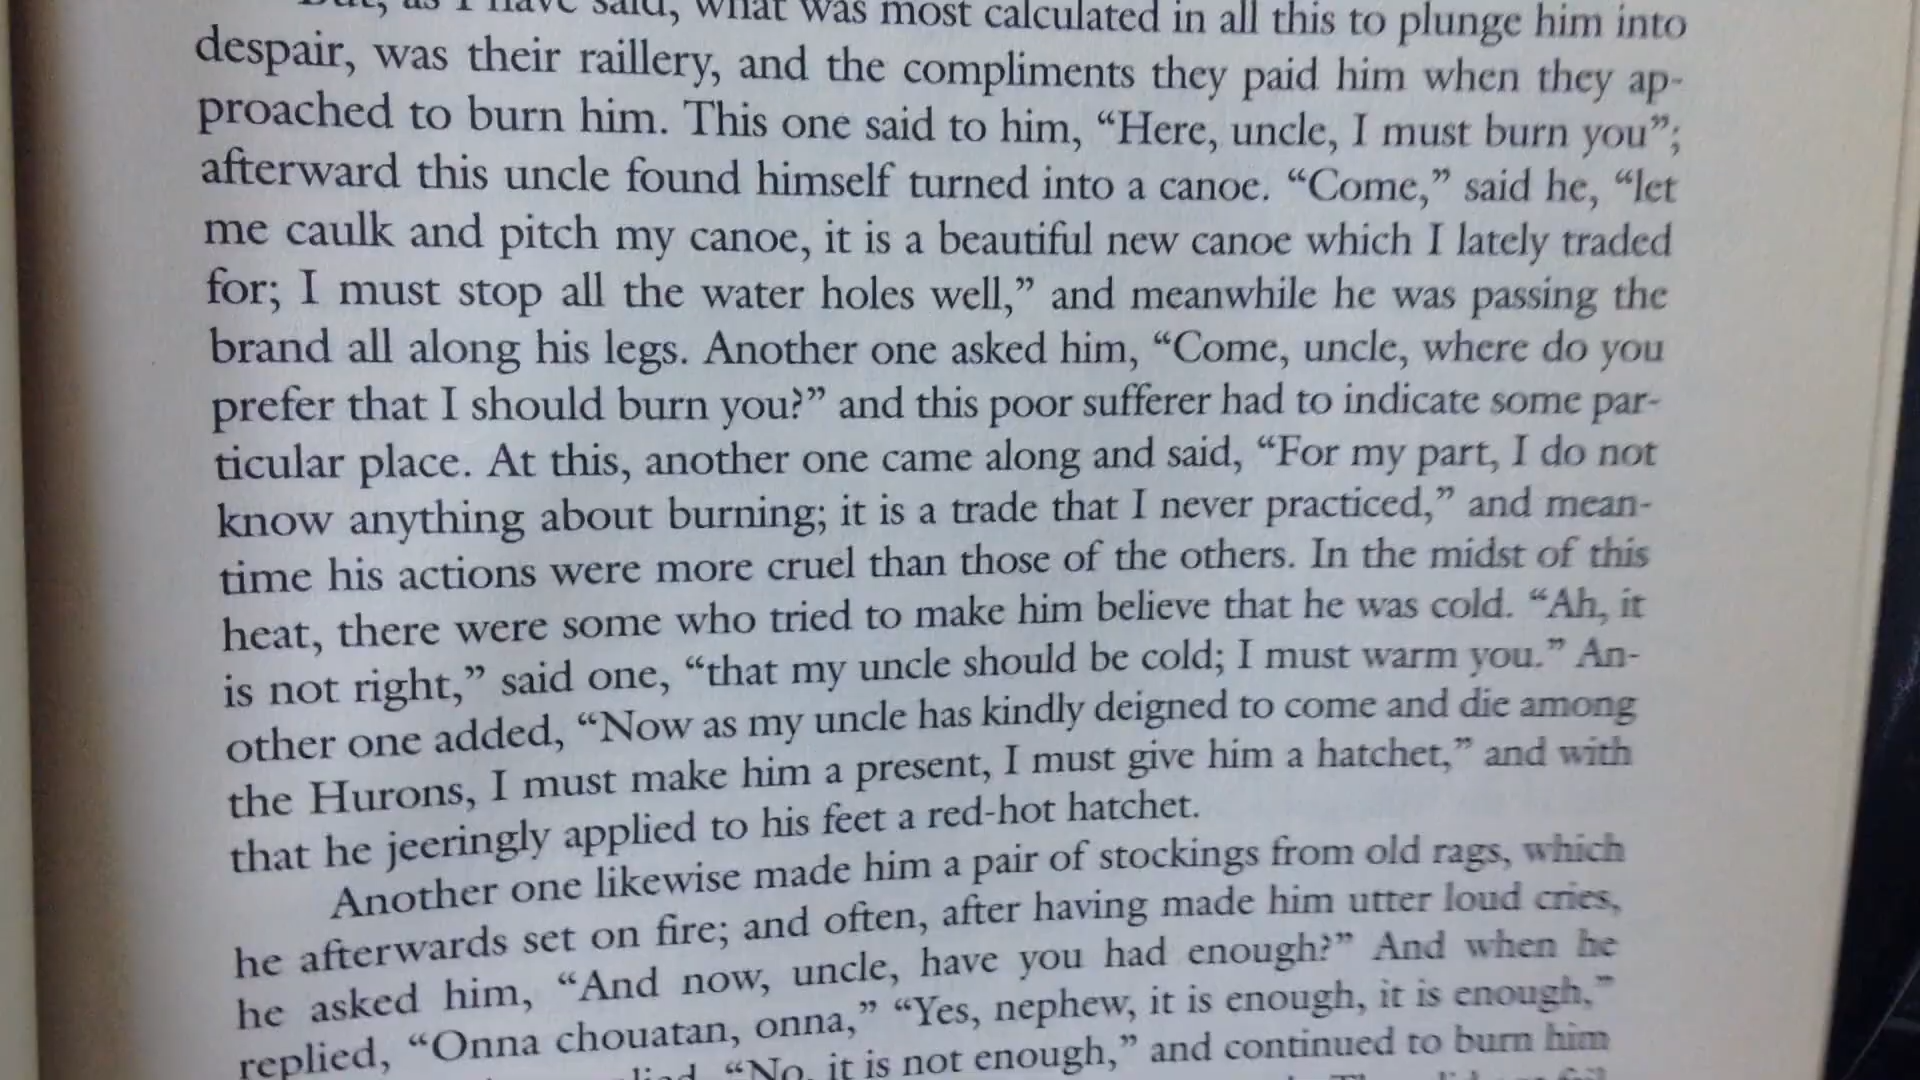 But, as I have said, what was most calculated in all this to plunge him into
despair, was their raillery, and the compliments they paid him when they ap-
proached to burn him. This one said to him, “Here, uncle, I must burn you”;
afterward this uncle found himself turned into a canoe. “Come,” said he, “let
me caulk and pitch my canoe, it is a beautiful new canoe which I lately traded
for; I must stop all the water holes well,” and meanwhile he was passing the
brand all along his legs. Another one asked him, “Come, uncle, where do you
prefer that I should burn you?” and this poor sufferer had to indicate some par-
ticular place. At this, another one came along and said, “For my part, I do not
know anything about burning; it is a trade that I never practiced,” and mean-
time his actions were more cruel than those of the others. In the midst of this
heat, there were some who tried to make him believe that he was cold. “Ah, it
is not right,” said one, “that my uncle should be cold; I must warm you.” An-
other one added, “Now as my uncle has kindly deigned to come and die among
the Hurons, I must make him a present, I must give him a hatchet,” and with
that he jeeringly applied to his feet a red-hot hatchet.
Another one likewise made him a pair of stockings from old rags, which
he afterwards set on fire; and often, after having made him utter loud cries,
he asked him, “And now, uncle, have you had enough?” And when he
replied, “Onna chouatan, onna,” “Yes, nephew, it is enough, it is enough,”
“No, it is not enough,” and continued to burn him